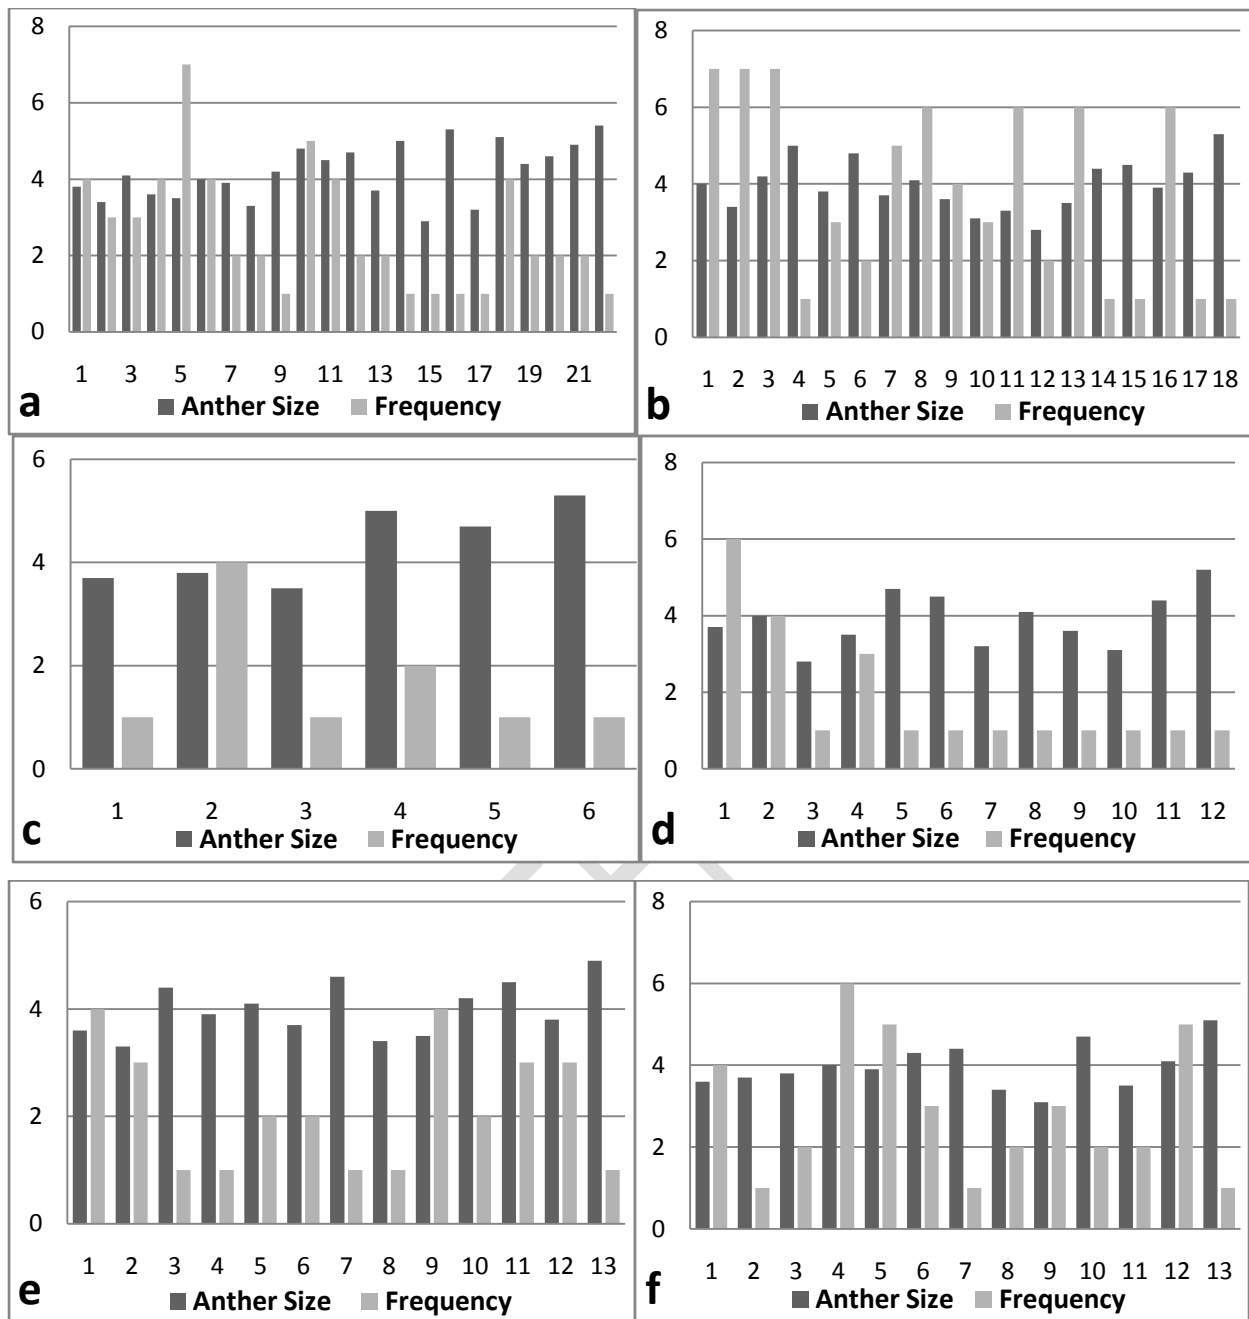 8
6
4
2
0
1 3 5 7 9 11 13 15 17 19 21
a
Anther Size Frequency
8
6
4
2
0
1 2 3 4 5 6 7 8 9 10 11 12 13 14 15 16 17 18
b
Anther Size Frequency
6
4
2
0
1 2 3 4 5 6
c
Anther Size Frequency
8
6
4
2
0
1 2 3 4 5 6 7 8 9 10 11 12
d
Anther Size Frequency
6
4
2
0
1 2 3 4 5 6 7 8 9 10 11 12 13
e
Anther Size Frequency
8
6
4
2
0
1 2 3 4 5 6 7 8 9 10 11 12 13
f
Anther Size Frequency